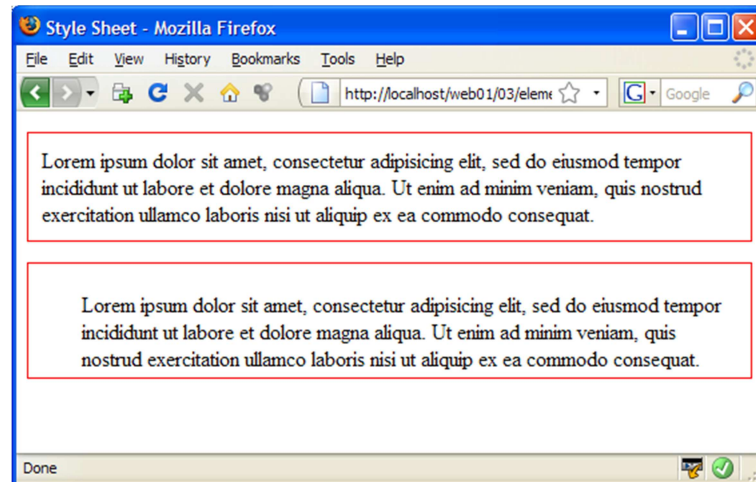 Style Sheet - Mozilla Firefox
File Edit View History Bookmarks Tools Help
http://localhost/web01/03/eleme G Google
Lorem ipsum dolor sit amet, consectetur adipisicing elit, sed do eiusmod tempor
incididunt ut labore et dolore magna aliqua. Ut enim ad minim veniam, quis nostrud
exercitation ullamco laboris nisi ut aliquip ex ea commodo consequat.
Lorem ipsum dolor sit amet, consectetur adipisicing elit, sed do eiusmod tempor
incididunt ut labore et dolore magna aliqua. Ut enim ad minim veniam, quis
nostrud exercitation ullamco laboris nisi ut aliquip ex ea commodo consequat.
Done